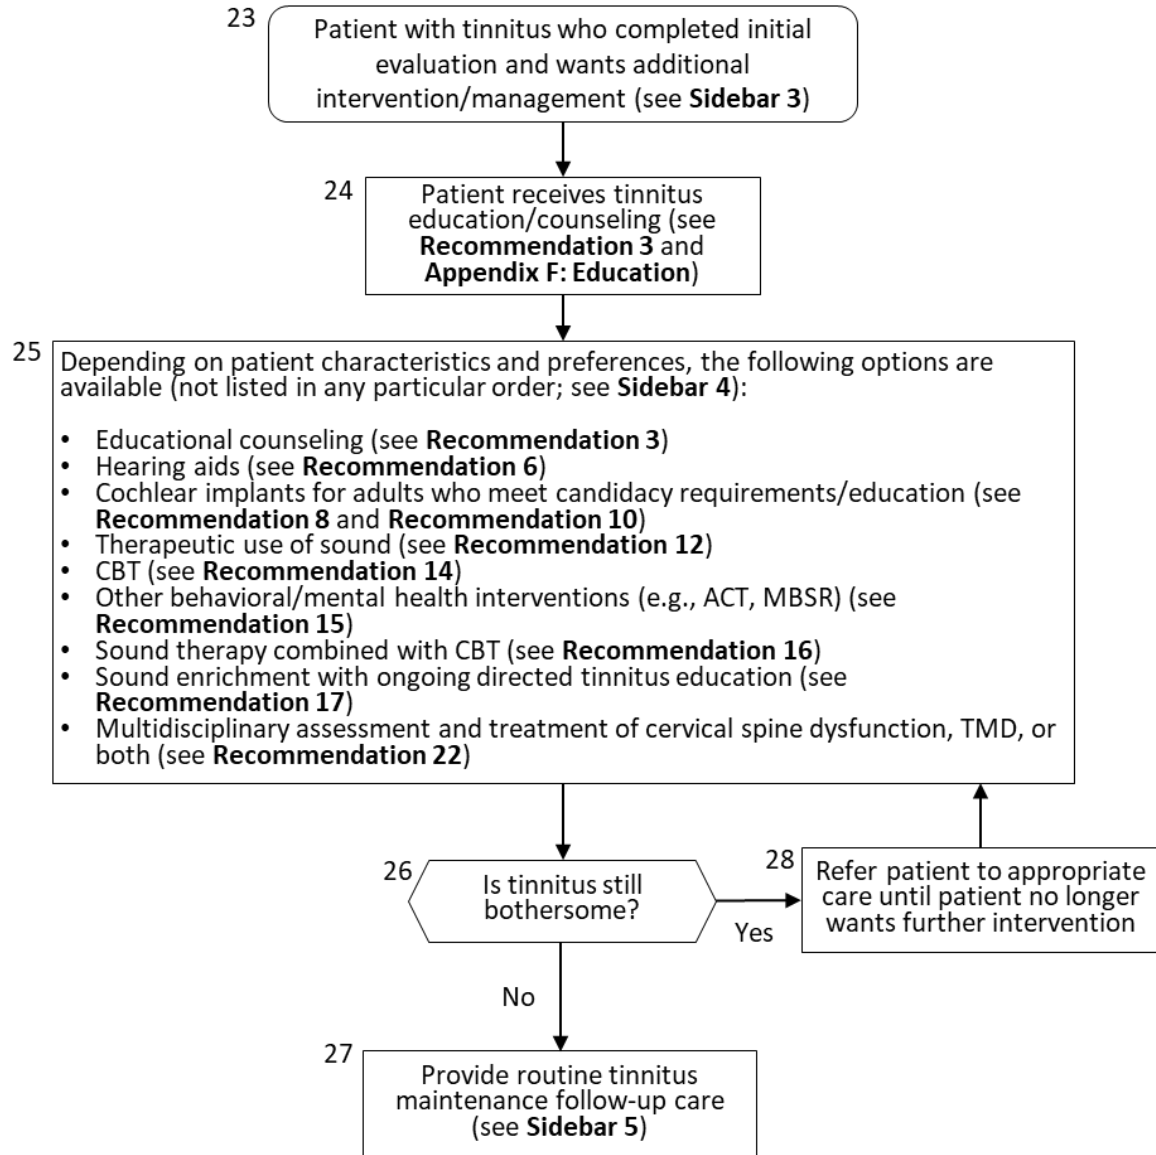 23
Patient with tinnitus who completed initial
evaluation and wants additional
intervention/management (see Sidebar 3)
24
Patient receives tinnitus
education/counseling (see
Recommendation 3 and
Appendix F: Education)
25
Depending on patient characteristics and preferences, the following options are
available (not listed in any particular order; see Sidebar 4):
• Educational counseling (see Recommendation 3)
• Hearing aids (see Recommendation 6)
• Cochlear implants for adults who meet candidacy requirements/education (see
Recommendation 8 and Recommendation 10)
• Therapeutic use of sound (see Recommendation 12)
• CBT (see Recommendation 14)
• Other behavioral/mental health interventions (e.g., ACT, MBSR) (see
Recommendation 15)
• Sound therapy combined with CBT (see Recommendation 16)
• Sound enrichment with ongoing directed tinnitus education (see
Recommendation 17)
• Multidisciplinary assessment and treatment of cervical spine dysfunction, TMD, or
both (see Recommendation 22)
26
Is tinnitus still
bothersome?
Yes
28
Refer patient to appropriate
care until patient no longer
wants further intervention
No
27
Provide routine tinnitus
maintenance follow-up care
(see Sidebar 5)